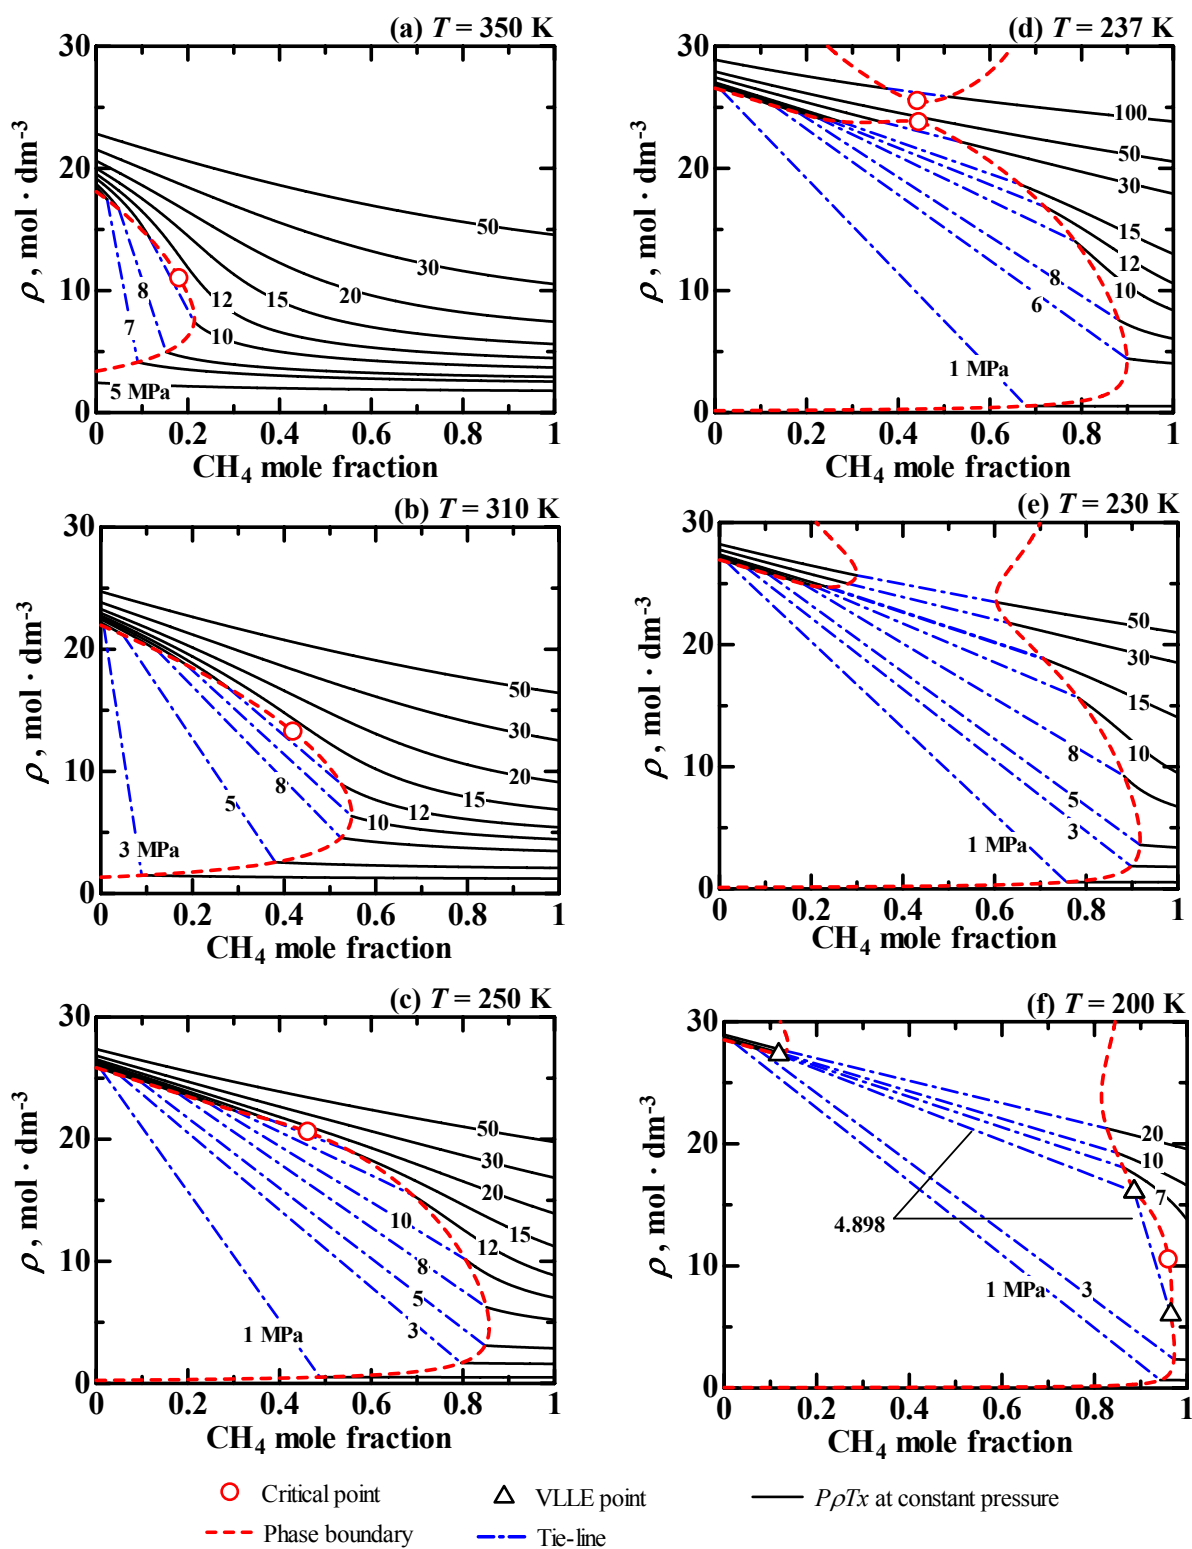 (a) T = 350 K
30
20
10
0
ρ, mol · dm-3
50
30
20
15
12
10
8
7
5 MPa
0 0.2 0.4 0.6 0.8 1
CH4 mole fraction
(d) T = 237 K
30
20
10
0
ρ, mol · dm-3
100
50
30
15
12
10
8
6
1 MPa
0 0.2 0.4 0.6 0.8 1
CH4 mole fraction
(b) T = 310 K
30
20
10
0
ρ, mol · dm-3
50
30
20
15
12
10
8
5
3 MPa
0 0.2 0.4 0.6 0.8 1
CH4 mole fraction
(e) T = 230 K
30
20
10
0
ρ, mol · dm-3
50
30
15
10
8
5
3
1 MPa
0 0.2 0.4 0.6 0.8 1
CH4 mole fraction
(c) T = 250 K
30
20
10
0
ρ, mol · dm-3
50
30
20
15
12
10
8
5
3
1 MPa
0 0.2 0.4 0.6 0.8 1
CH4 mole fraction
(f) T = 200 K
30
20
10
0
ρ, mol · dm-3
20
10
7
4.898
3
1 MPa
0 0.2 0.4 0.6 0.8 1
CH4 mole fraction
Critical point
VLLE point
PρTx at constant pressure
Phase boundary
Tie-line